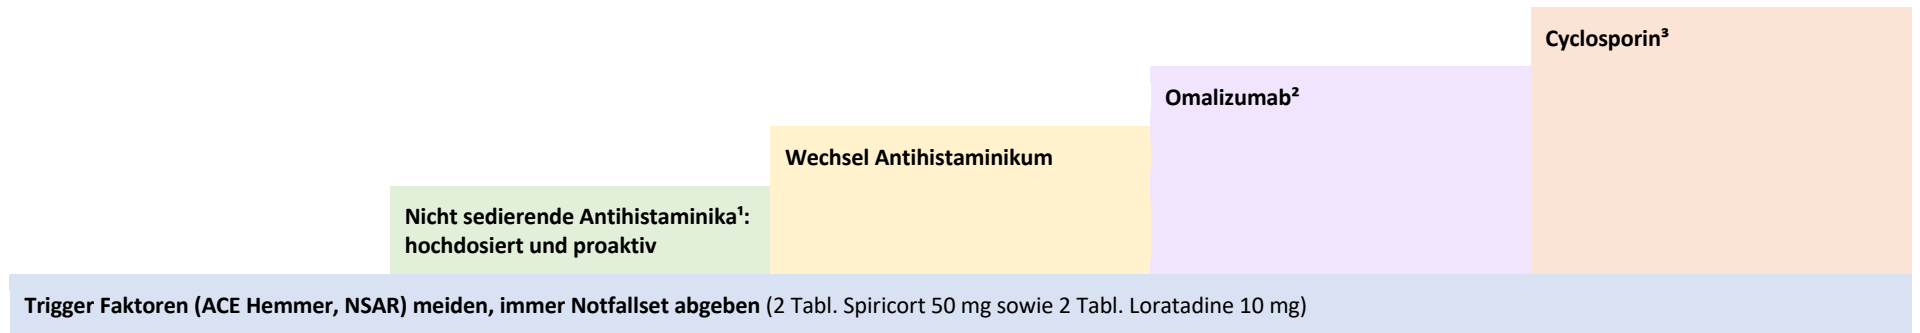 Cyclosporin³
Omalizumab²
Wechsel Antihistaminikum
Nicht sedierende Antihistaminika¹:
hochdosiert und proaktiv
Trigger Faktoren (ACE Hemmer, NSAR) meiden, immer Notfallset abgeben (2 Tabl. Spiricort 50 mg sowie 2 Tabl. Loratadine 10 mg)